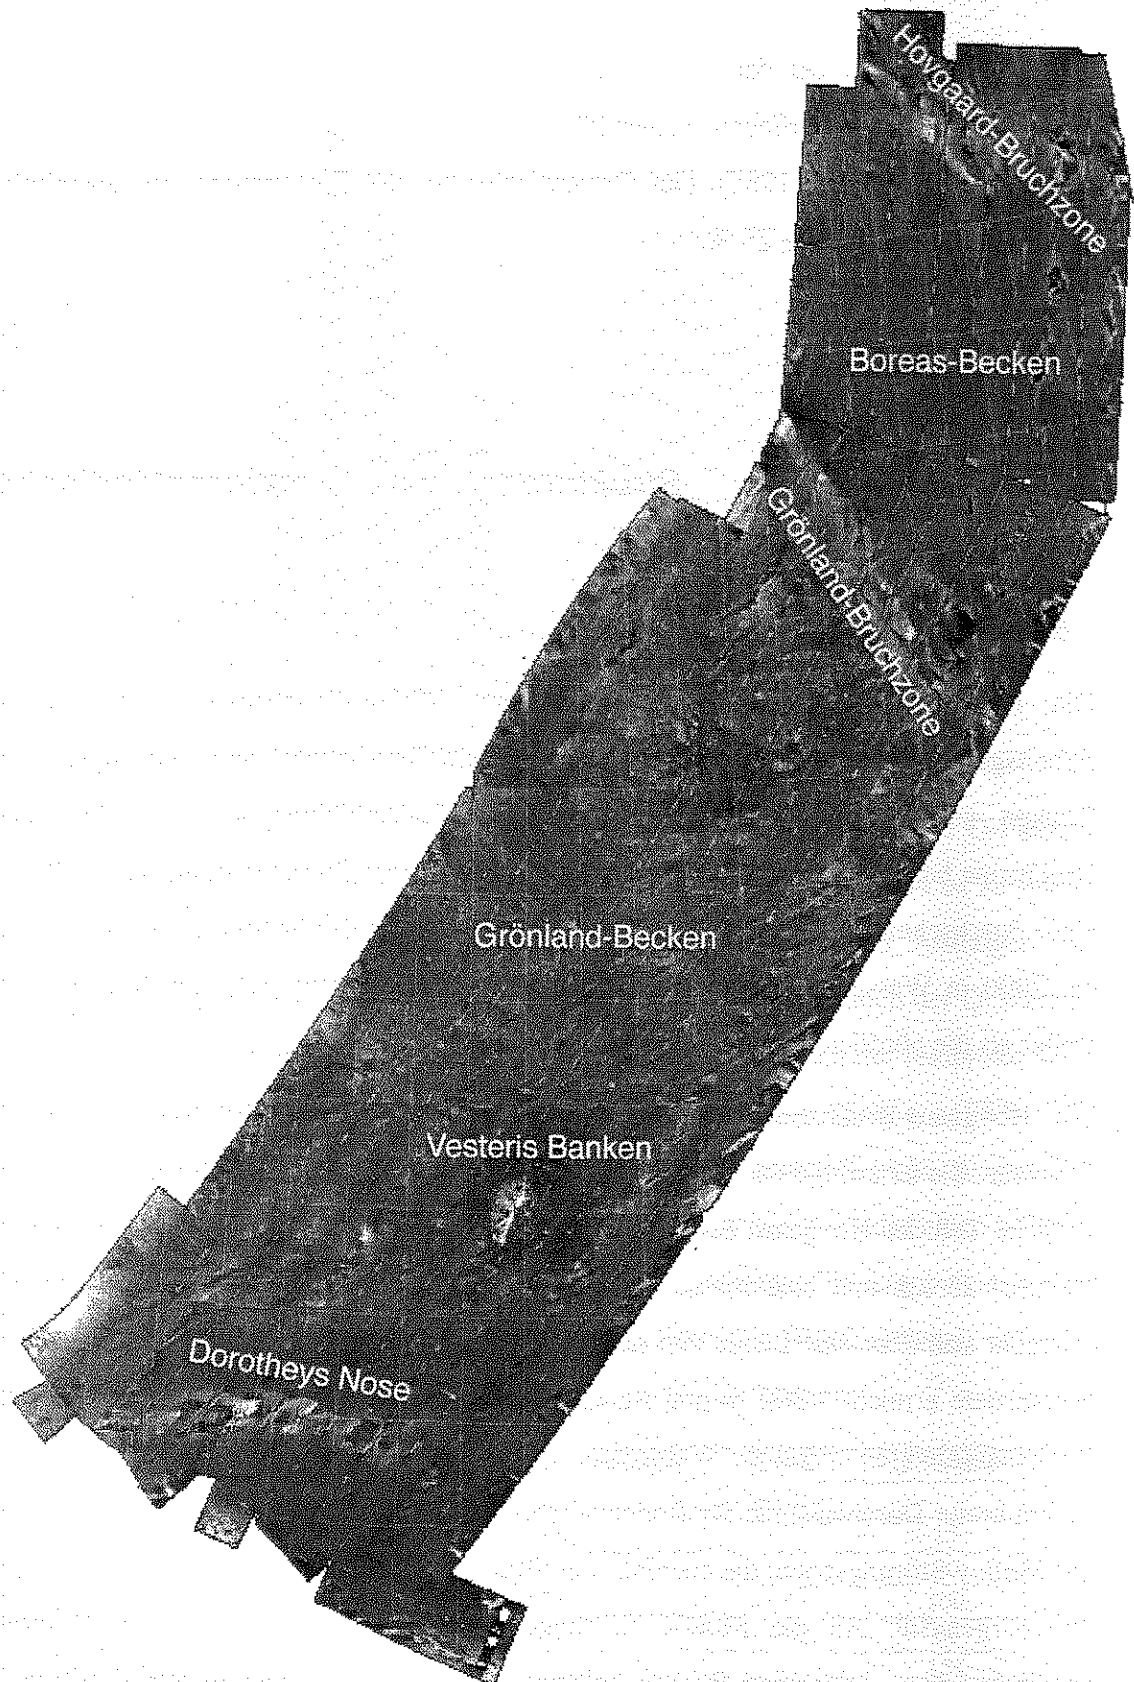 Hovgaard-Bruchzone
Boreas-Becken
Grönland-Bruchzone
Grönland-Becken
Vesteris Banken
Dorotheys Nose